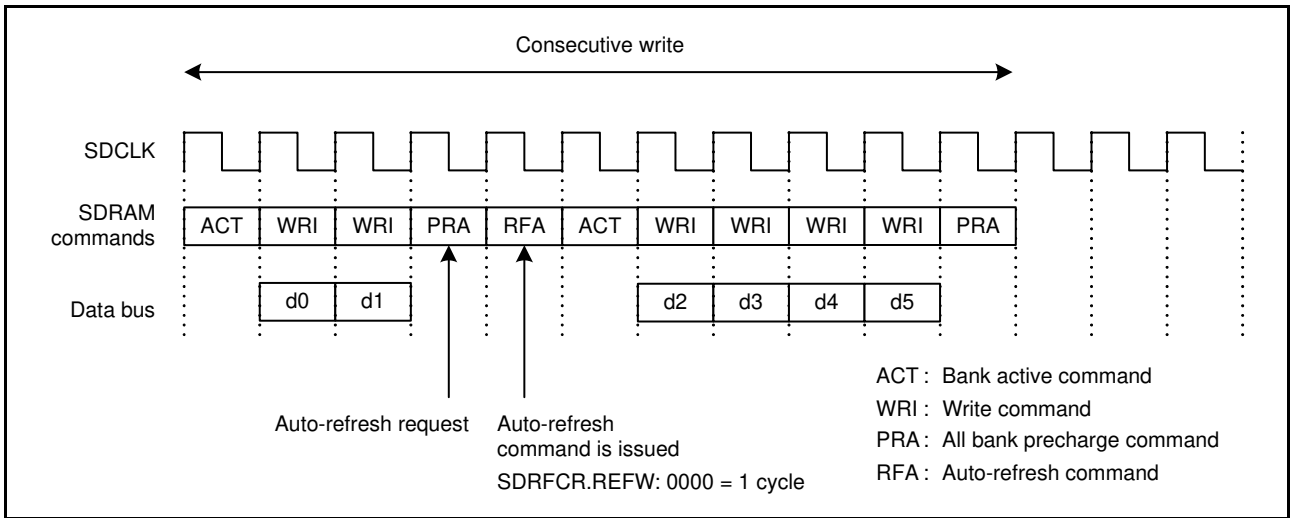 Consecutive write
SDCLK
SDRAM
commands
ACT WRI WRI PRA RFA ACT WRI WRI WRI WRI PRA
Data bus
d0 d1 d2 d3 d4 d5
Auto-refresh request
Auto-refresh
command is issued
SDRFCR.REFW: 0000 = 1 cycle
ACT : Bank active command
WRI : Write command
PRA : All bank precharge command
RFA : Auto-refresh command